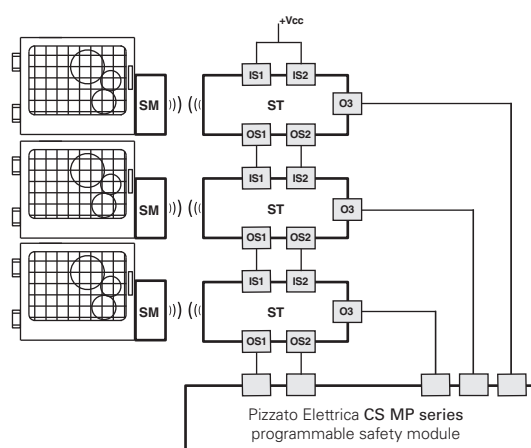 +Vcc
IS1 IS2
SM ST O3
OS1 OS2
IS1 IS2
SM ST O3
OS1 OS2
IS1 IS2
SM ST O3
OS1 OS2
Pizzato Elettrica CS MP series
programmable safety module